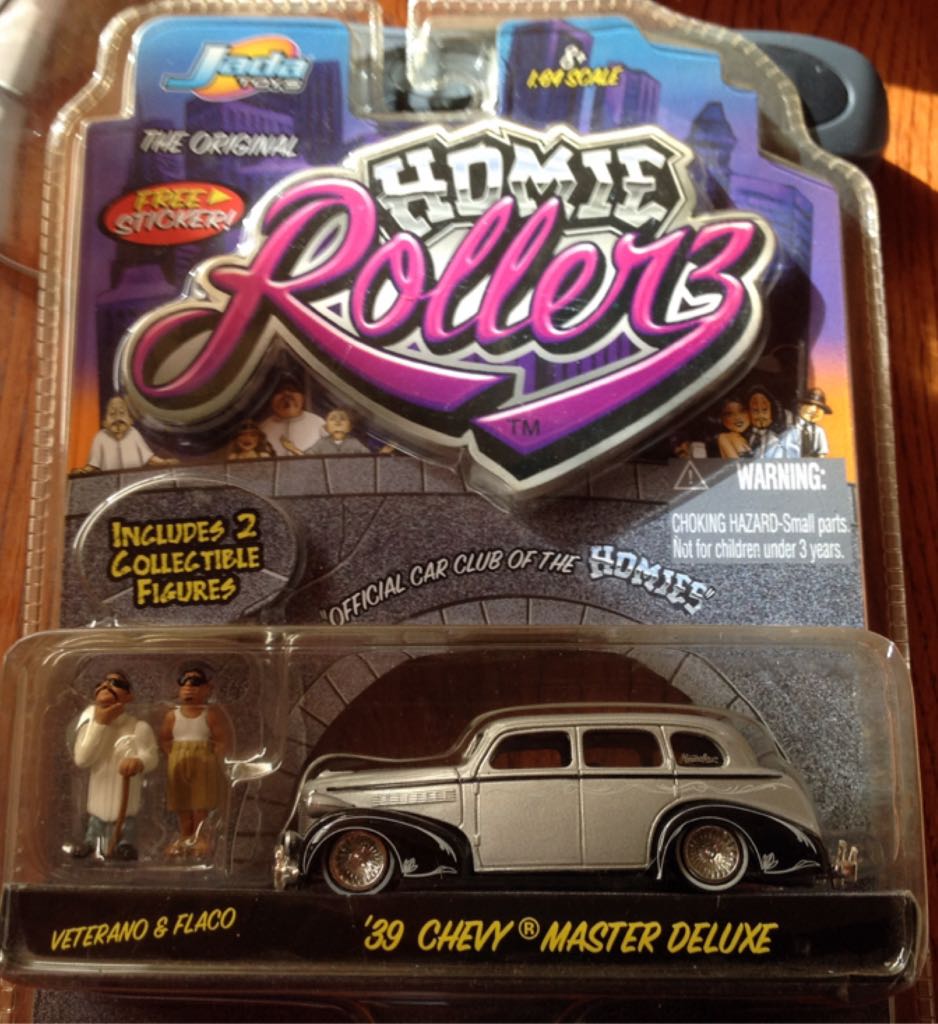 Jada
TOYS
8+
1:64 SCALE
THE ORIGINAL
FREE
STICKER!
HOMIE
Rollerz
TM
WARNING:
CHOKING HAZARD-Small parts.
Not for children under 3 years.
INCLUDES 2
COLLECTIBLE
FIGURES
"OFFICIAL CAR CLUB OF THE HOMIES"
VETERANO & FLACO
'39 CHEVY® MASTER DELUXE